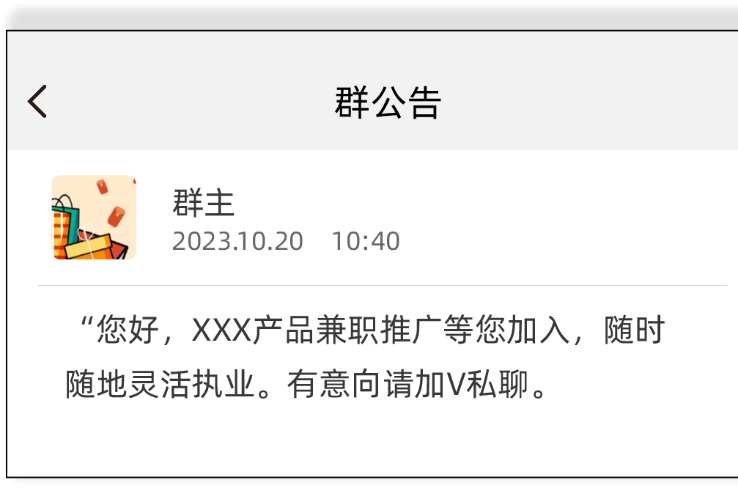 群公告
群主
2023.10.20 10:40
“您好，XXX产品兼职推广等您加入，随时
随地灵活执业。有意向请加V私聊。